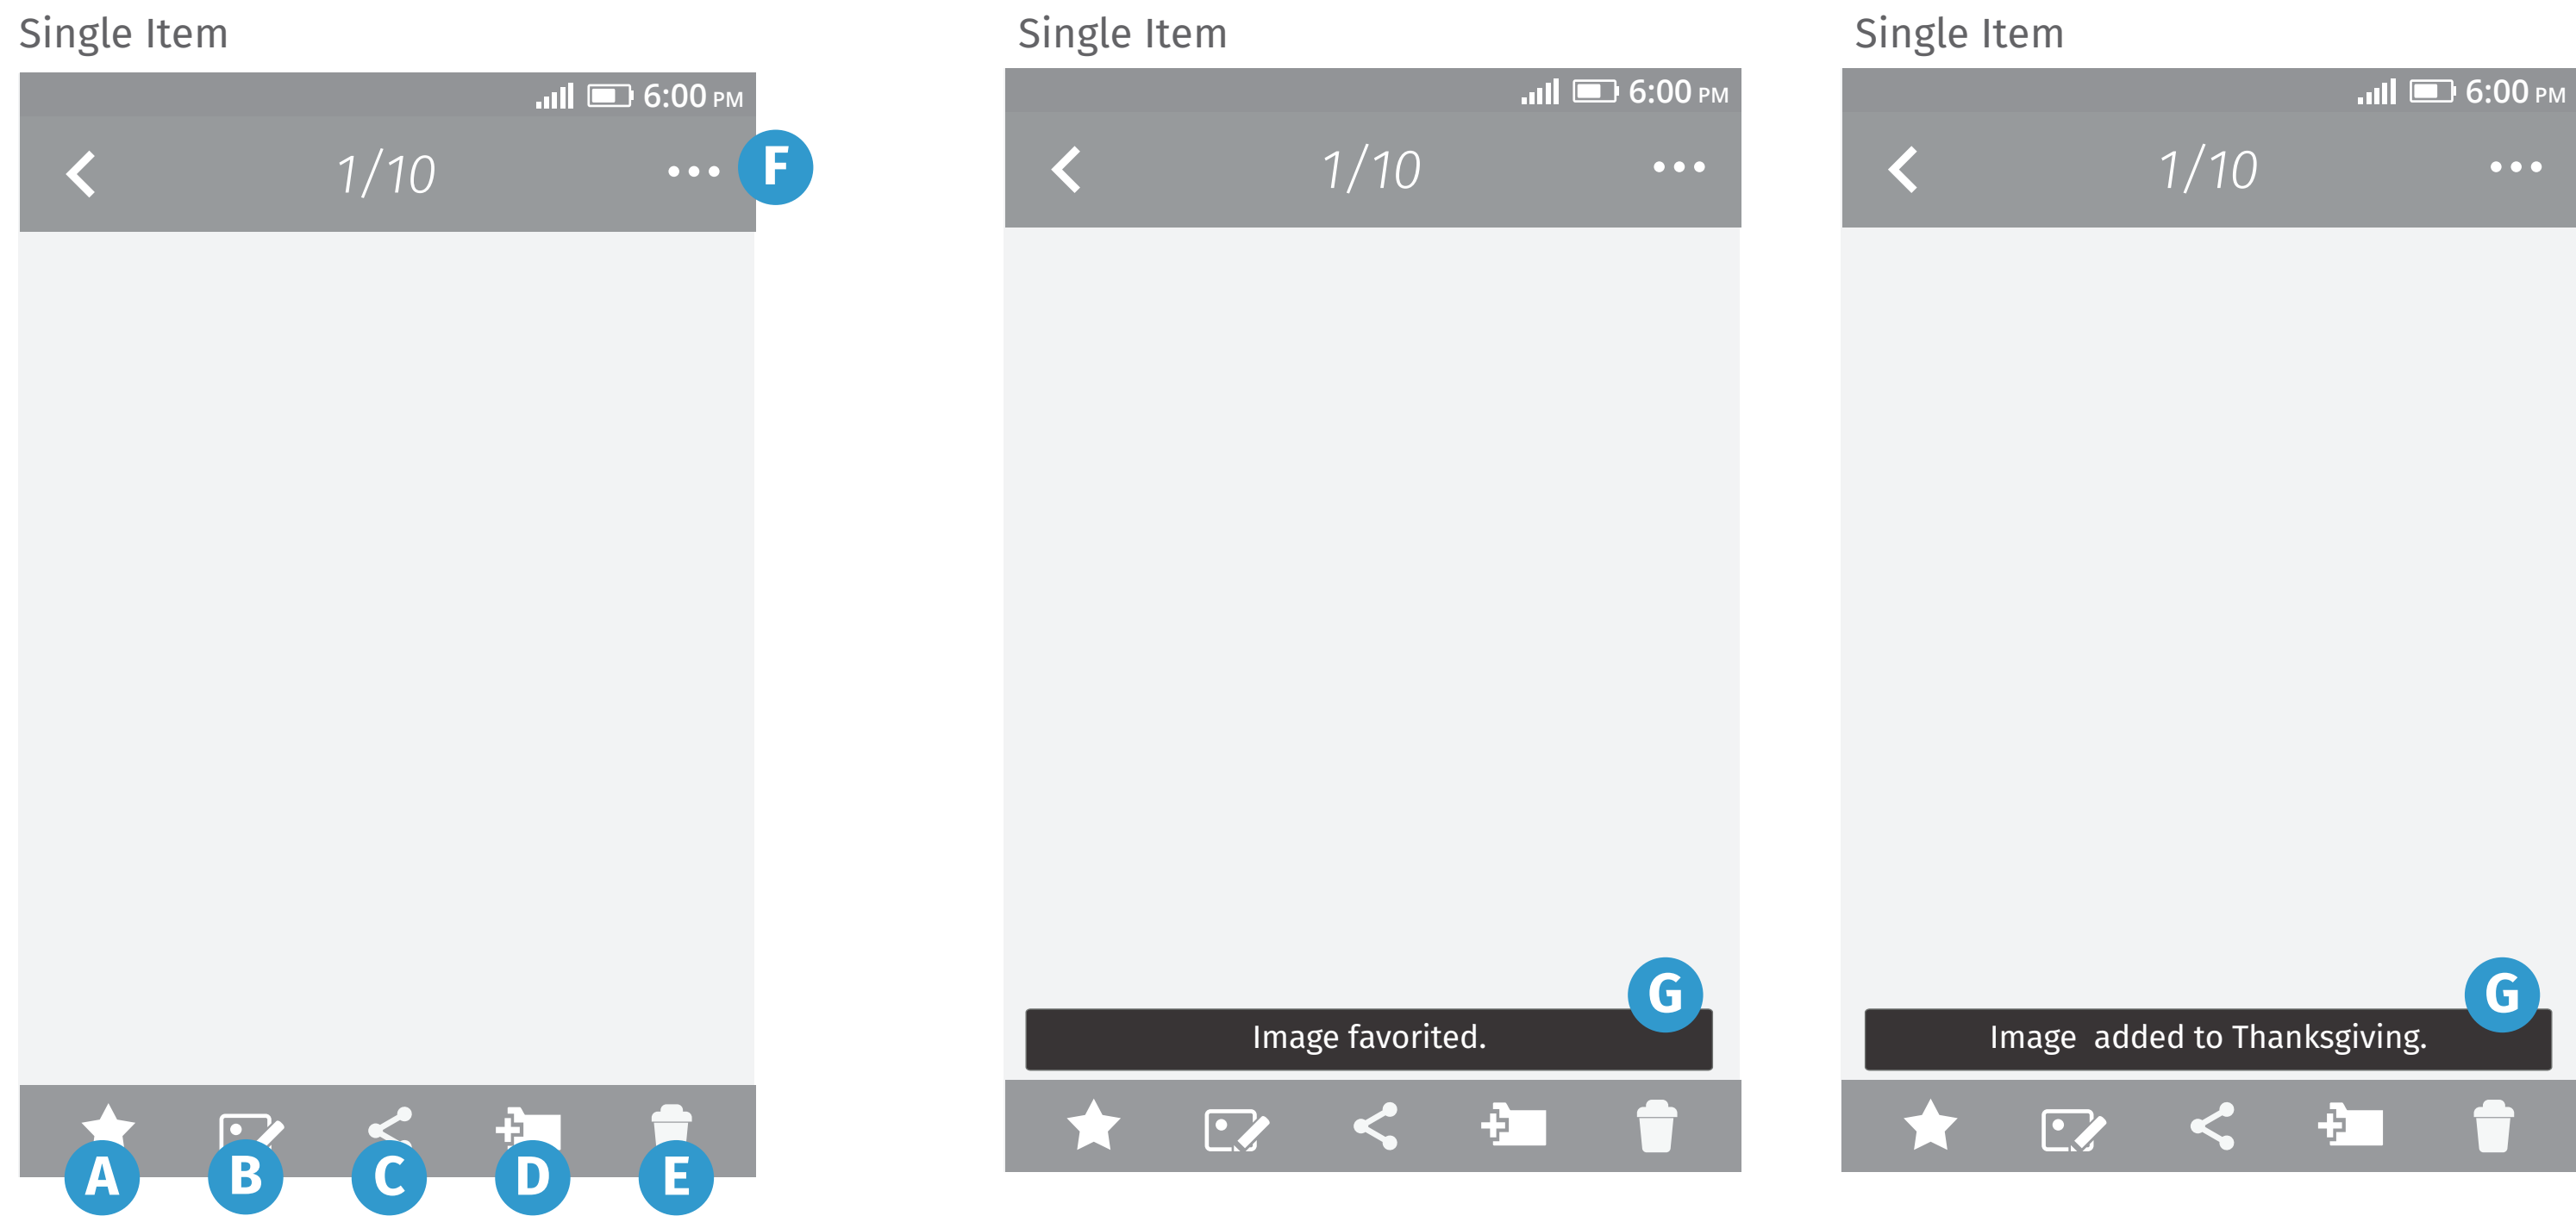 Single Item
6:00 PM
1/10
F
A B C D E
Single Item
6:00 PM
1/10
G
Image favorited.
Single Item
6:00 PM
1/10
G
Image  added to Thanksgiving.